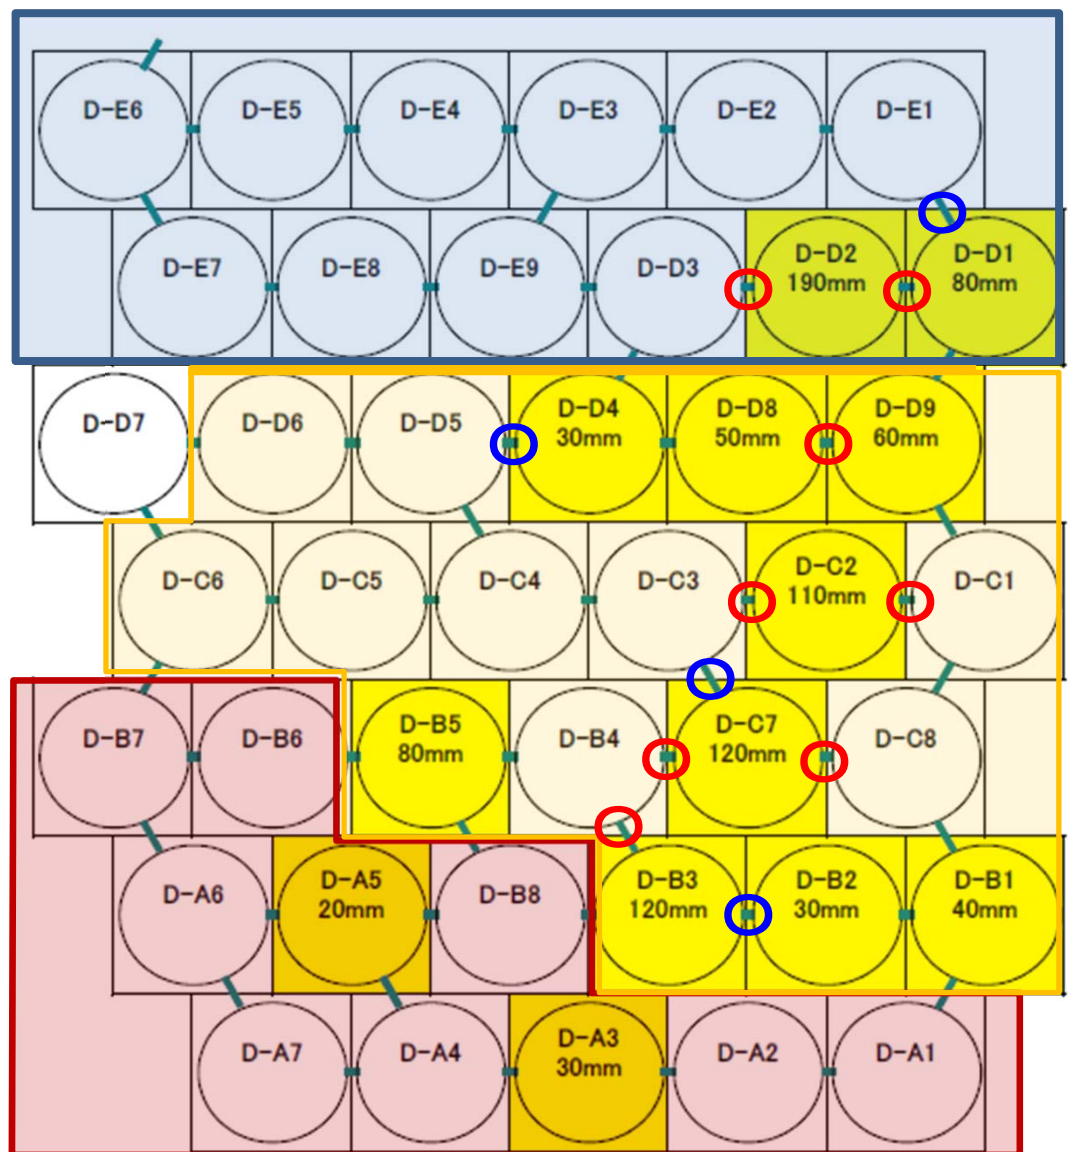 D-E6
D-E5
D-E4
D-E3
D-E2
D-E1
D-E7
D-E8
D-E9
D-D3
D-D2
190mm
D-D1
80mm
D-D7
D-D6
D-D5
D-D4
30mm
D-D8
50mm
D-D9
60mm
D-C6
D-C5
D-C4
D-C3
D-C2
110mm
D-C1
D-B7
D-B6
D-B5
80mm
D-B4
D-C7
120mm
D-C8
D-A6
D-A5
20mm
D-B8
D-B3
120mm
D-B2
30mm
D-B1
40mm
D-A7
D-A4
D-A3
30mm
D-A2
D-A1